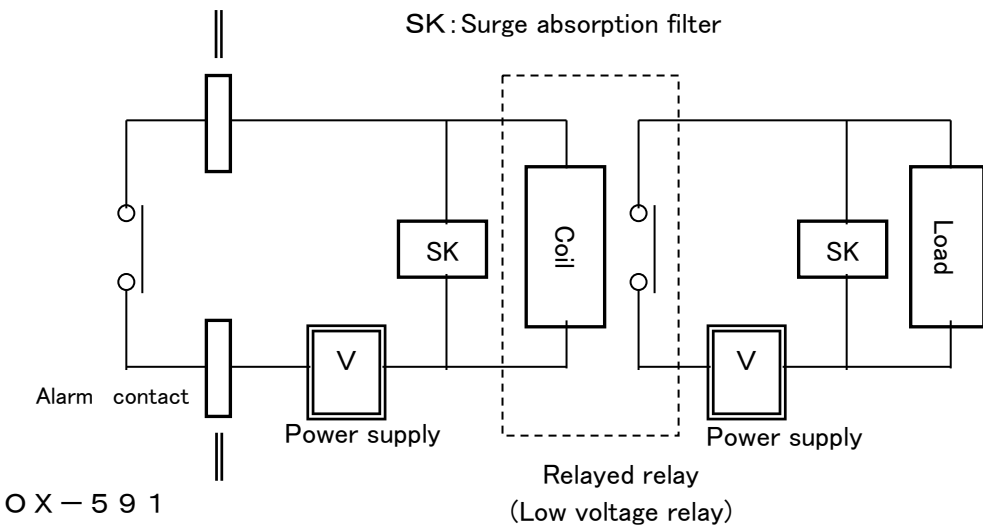 SK:Surge absorption filter
SK
Coil
SK
Load
V
V
Alarm contact
Power supply
Power supply
Relayed relay
(Low voltage relay)
OX-591